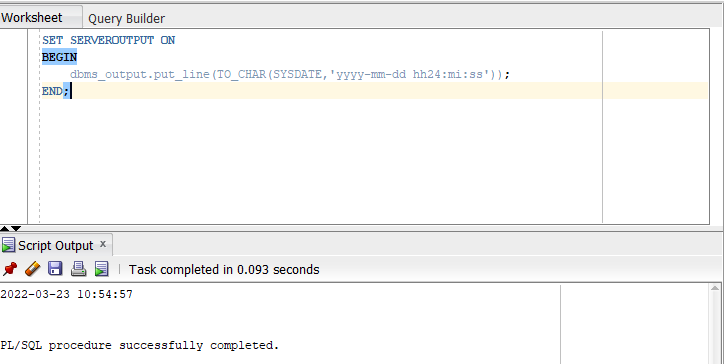 Worksheet Query Builder
SET SERVEROUTPUT ON
BEGIN
dbms_output.put_line(TO_CHAR(SYSDATE,'yyyy-mm-dd hh24:mi:ss'));
END;
Script Output x
Task completed in 0.093 seconds
2022-03-23 10:54:57
PL/SQL procedure successfully completed.